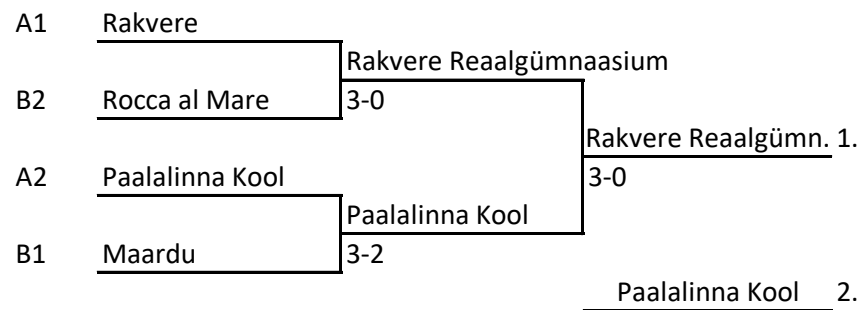 A1 Rakvere
Rakvere Reaalgümnaasium
B2 Rocca al Mare 3-0
Rakvere Reaalgümn. 1.
A2 Paalalinna Kool 3-0
Paalalinna Kool
B1 Maardu 3-2
Paalalinna Kool 2.